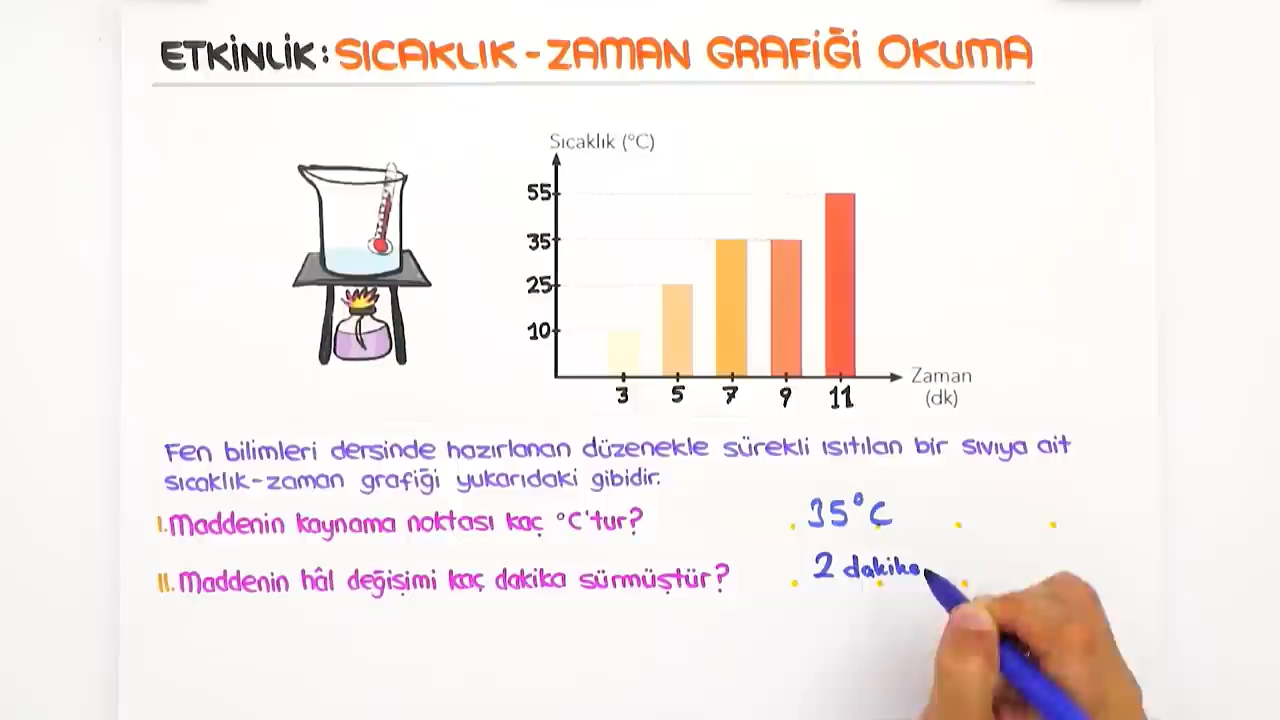 ETKİNLİK: SICAKLIK-ZAMAN GRAFİĞİ OKUMA
Sıcaklık (°C)
55
35
25
10
3 5 7 9 11
Zaman
(dk)
Fen bilimleri dersinde hazırlanan düzenekle sürekli ısıtılan bir sıvıya ait
sıcaklık-zaman grafiği yukarıdaki gibidir.
I. Maddenin kaynama noktası kaç °C'tur? 35°C
II. Maddenin hâl değişimi kaç dakika sürmüştür? 2 dakika